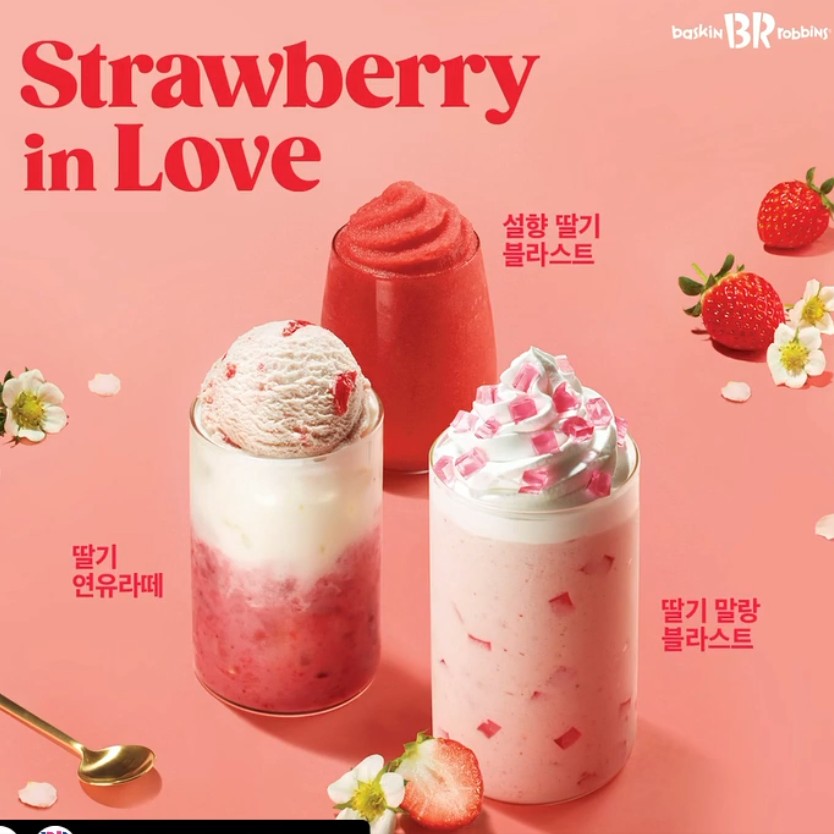 baskin BR robbins
Strawberry
in Love
설향 딸기
블라스트
딸기
연유라떼
딸기 말랑
블라스트